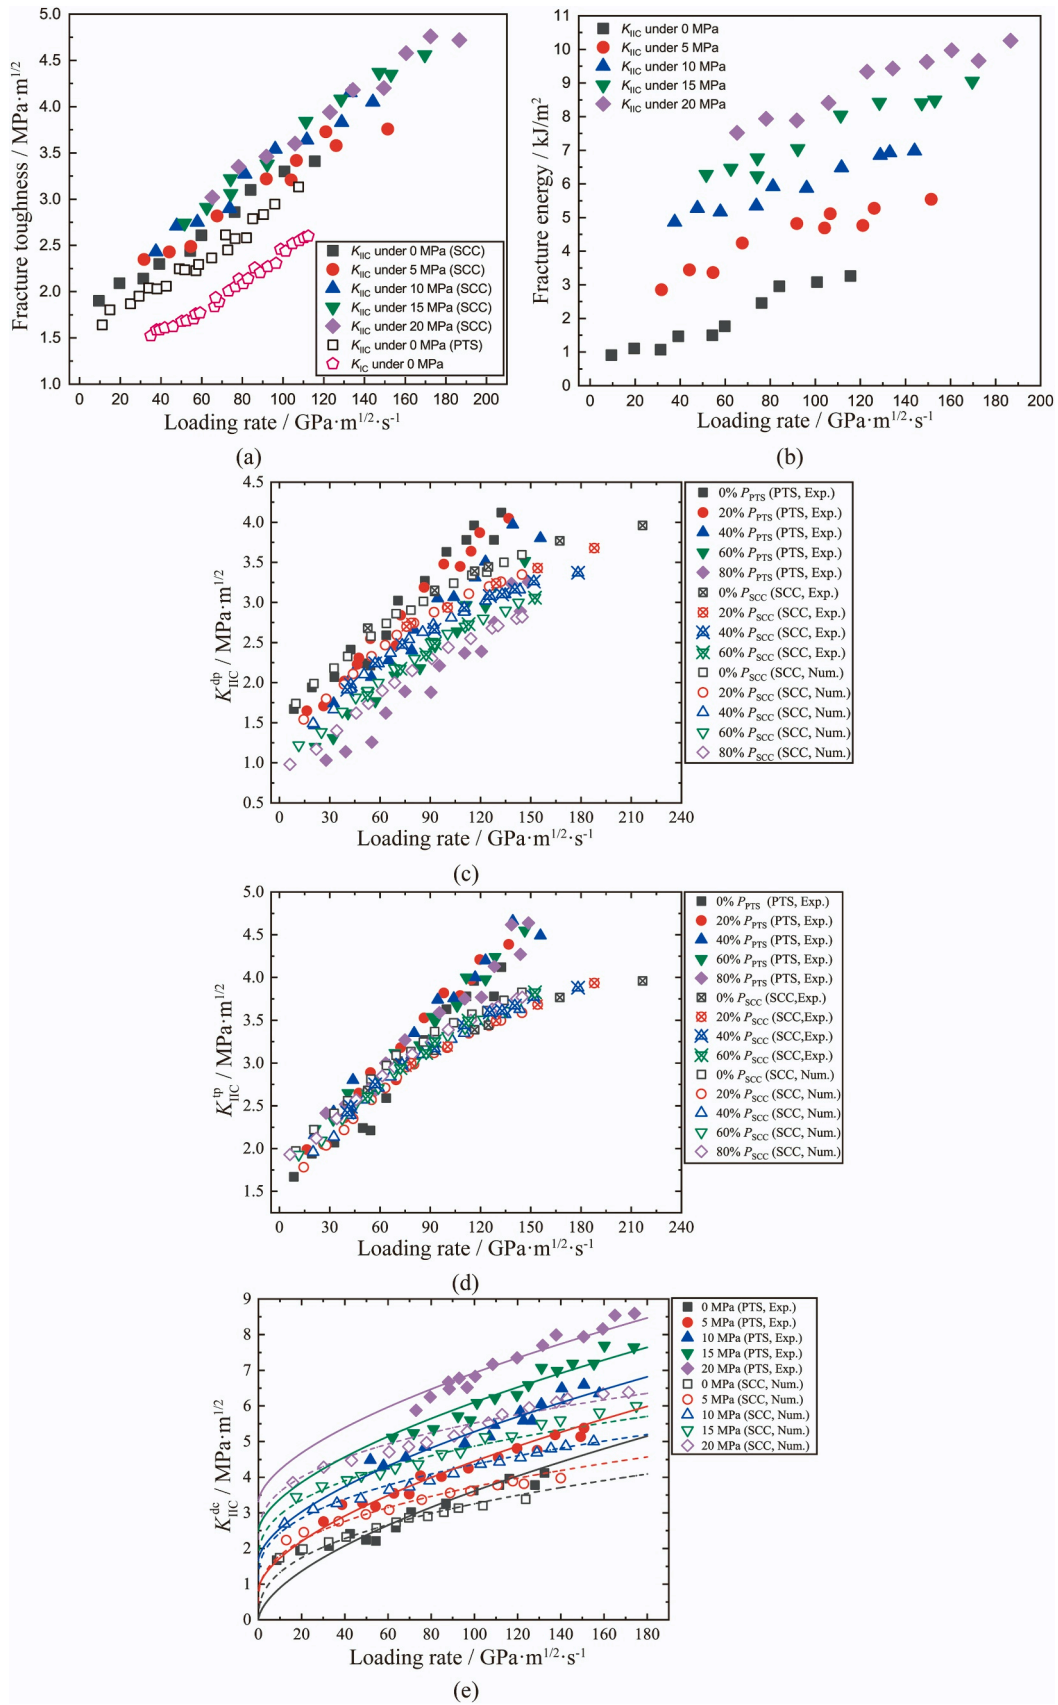 5.0
4.5
4.0
3.5
3.0
2.5
2.0
1.5
1.0
Fracture toughness / MPa·m1/2
KIIC under 0 MPa (SCC)
KIIC under 5 MPa (SCC)
KIIC under 10 MPa (SCC)
KIIC under 15 MPa (SCC)
KIIC under 20 MPa (SCC)
KIIC under 0 MPa (PTS)
KIC under 0 MPa
0 20 40 60 80 100 120 140 160 180 200
Loading rate / GPa·m1/2·s-1
(a)
11
10
9
8
7
6
5
4
3
2
1
0
Fracture energy / kJ/m2
KIIC under 0 MPa
KIIC under 5 MPa
KIIC under 10 MPa
KIIC under 15 MPa
KIIC under 20 MPa
0 20 40 60 80 100 120 140 160 180 200
Loading rate / GPa·m1/2·s-1
(b)
4.5
4.0
3.5
3.0
2.5
2.0
1.5
1.0
0.5
KIICdp / MPa·m1/2
0% PPTS (PTS, Exp.)
20% PPTS (PTS, Exp.)
40% PPTS (PTS, Exp.)
60% PPTS (PTS, Exp.)
80% PPTS (PTS, Exp.)
0% PSCC (SCC, Exp.)
20% PSCC (SCC, Exp.)
40% PSCC (SCC, Exp.)
60% PSCC (SCC, Exp.)
0% PSCC (SCC, Num.)
20% PSCC (SCC, Num.)
40% PSCC (SCC, Num.)
60% PSCC (SCC, Num.)
80% PSCC (SCC, Num.)
0 30 60 90 120 150 180 210 240
Loading rate / GPa·m1/2·s-1
(c)
5.0
4.5
4.0
3.5
3.0
2.5
2.0
1.5
KIICtp / MPa·m1/2
0% PPTS (PTS, Exp.)
20% PPTS (PTS, Exp.)
40% PPTS (PTS, Exp.)
60% PPTS (PTS, Exp.)
80% PPTS (PTS, Exp.)
0% PSCC (SCC,Exp.)
20% PSCC (SCC,Exp.)
40% PSCC (SCC,Exp.)
60% PSCC (SCC,Exp.)
0% PSCC (SCC, Num.)
20% PSCC (SCC, Num.)
40% PSCC (SCC, Num.)
60% PSCC (SCC, Num.)
80% PSCC (SCC, Num.)
0 30 60 90 120 150 180 210 240
Loading rate / GPa·m1/2·s-1
(d)
9
8
7
6
5
4
3
2
1
0
KIICdc / MPa·m1/2
0 MPa (PTS, Exp.)
5 MPa (PTS, Exp.)
10 MPa (PTS, Exp.)
15 MPa (PTS, Exp.)
20 MPa (PTS, Exp.)
0 MPa (SCC, Num.)
5 MPa (SCC, Num.)
10 MPa (SCC, Num.)
15 MPa (SCC, Num.)
20 MPa (SCC, Num.)
0 20 40 60 80 100 120 140 160 180
Loading rate / GPa·m1/2·s-1
(e)